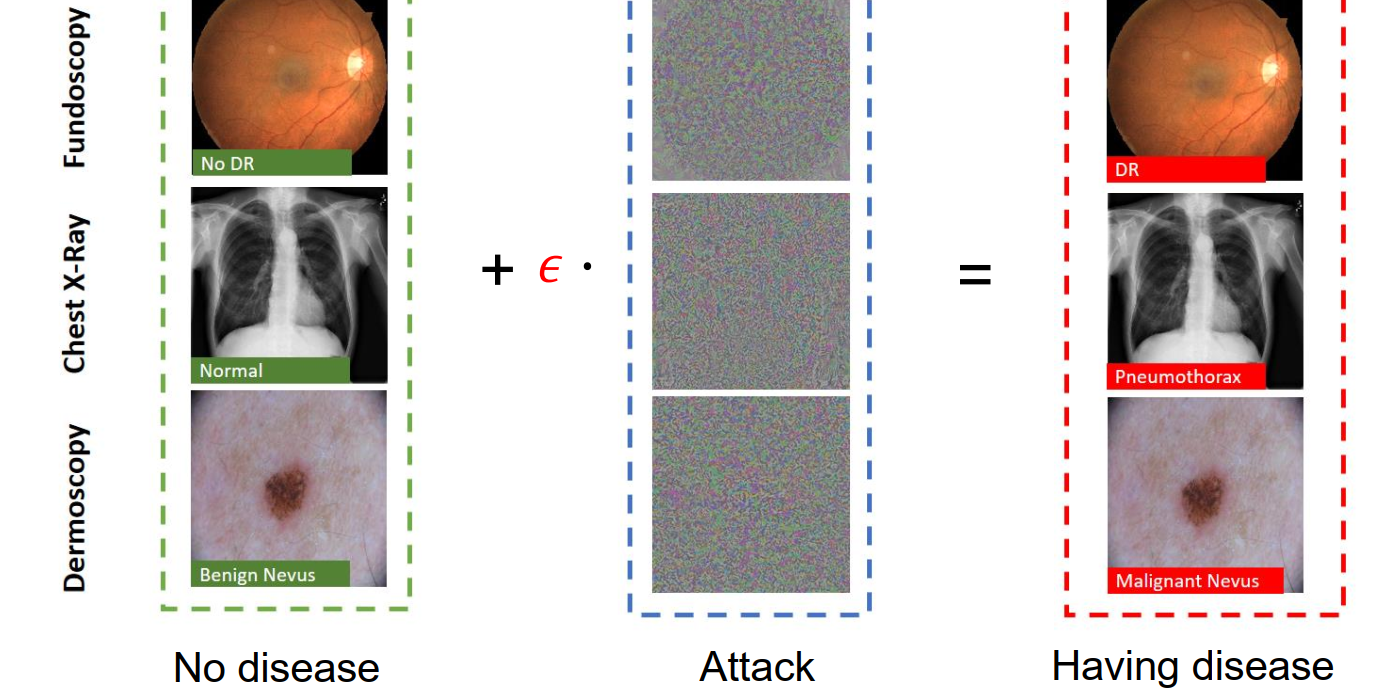 Fundoscopy
No DR
DR
Chest X-Ray
Normal
+ ϵ ·
=
Pneumothorax
Dermoscopy
Benign Nevus
Malignant Nevus
No disease
Attack
Having disease